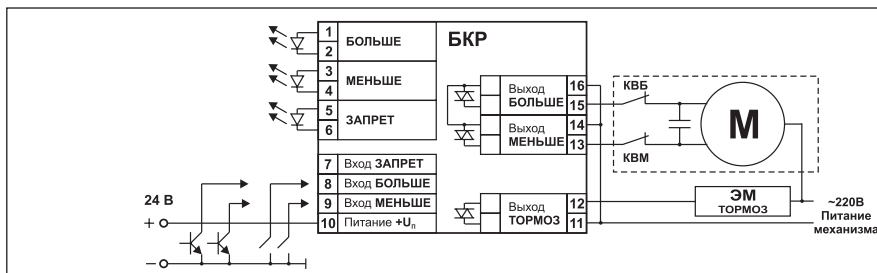 БКР
1
2
БОЛЬШЕ
3
4
МЕНЬШЕ
5
6
ЗАПРЕТ
7 Вход ЗАПРЕТ
8 Вход БОЛЬШЕ
9 Вход МЕНЬШЕ
10 Питание +Uп
24 В
+
–
Выход
БОЛЬШЕ
16
15
Выход
МЕНЬШЕ
14
13
Выход
ТОРМОЗ
12
11
КВБ
КВМ
М
ЭМ
ТОРМОЗ
~220В
Питание
механизма